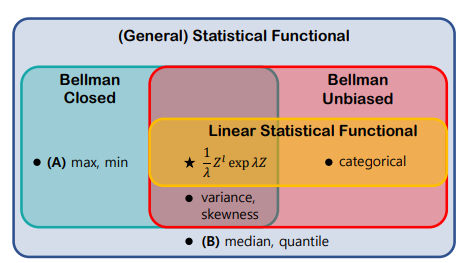 (General) Statistical Functional
Bellman
Closed
Bellman
Unbiased
Linear Statistical Functional
● (A) max, min
★ 1/λ Z^t exp λZ
● categorical
● variance,
skewness
● (B) median, quantile